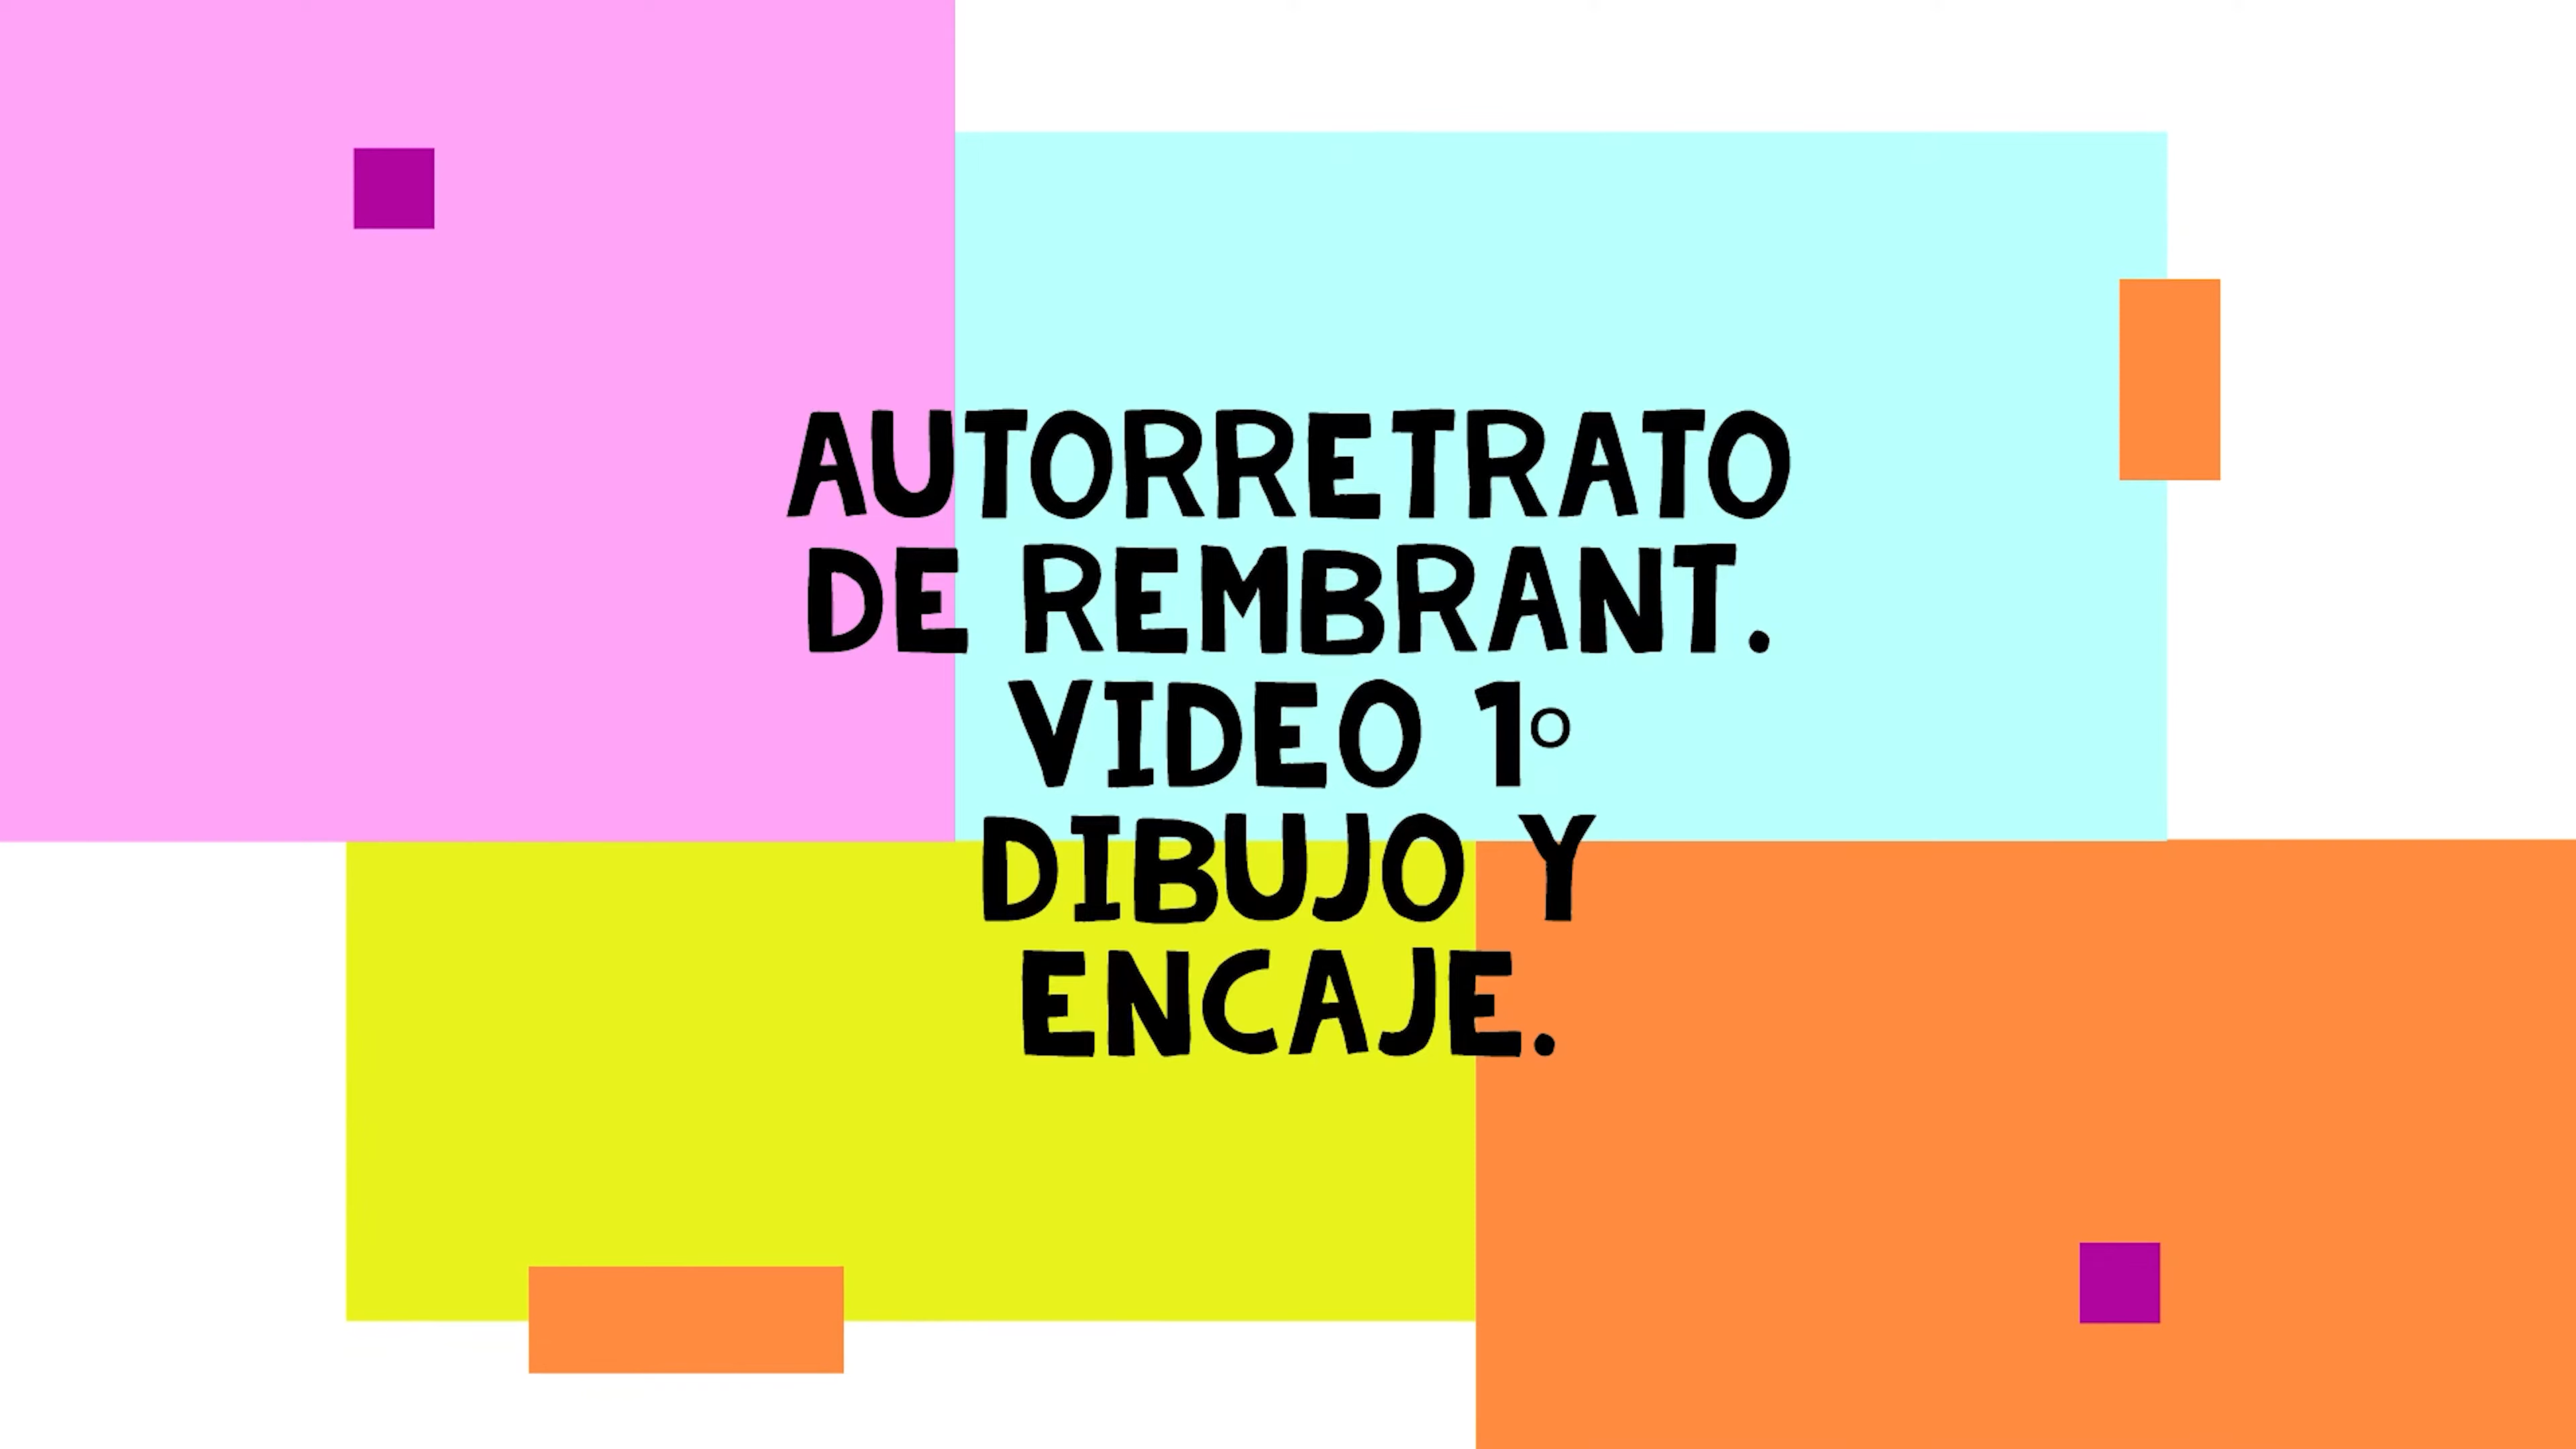 AUTORRETRATO
DE REMBRANT.
VIDEO 1º
DIBUJO Y
ENCAJE.